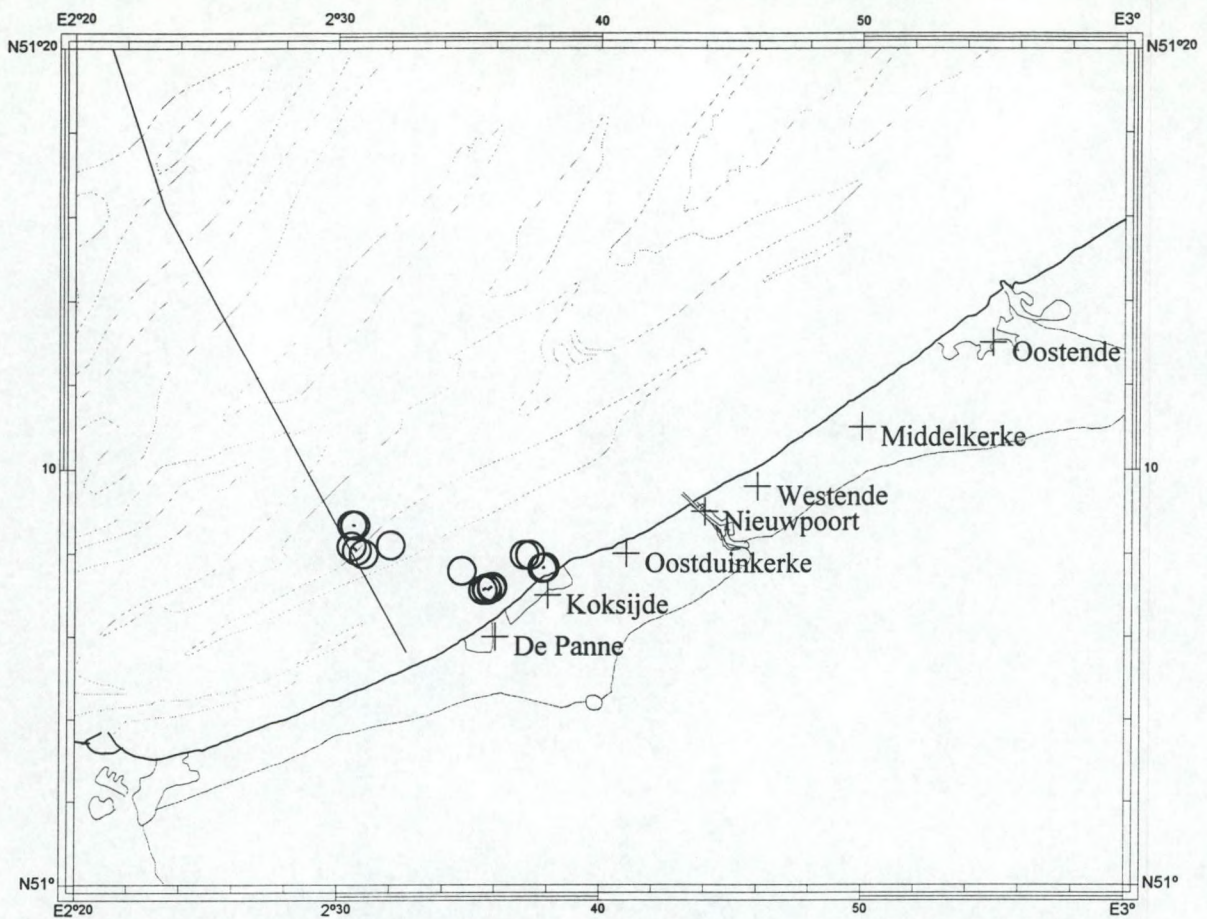 E2°20 2°30 40 50 E3°
N51°20 N51°20
Oostende
Middelkerke
10 10
Westende
Nieuwpoort
Oostduinkerke
Koksijde
De Panne
N51° N51°
E2°20 2°30 40 50 E3°